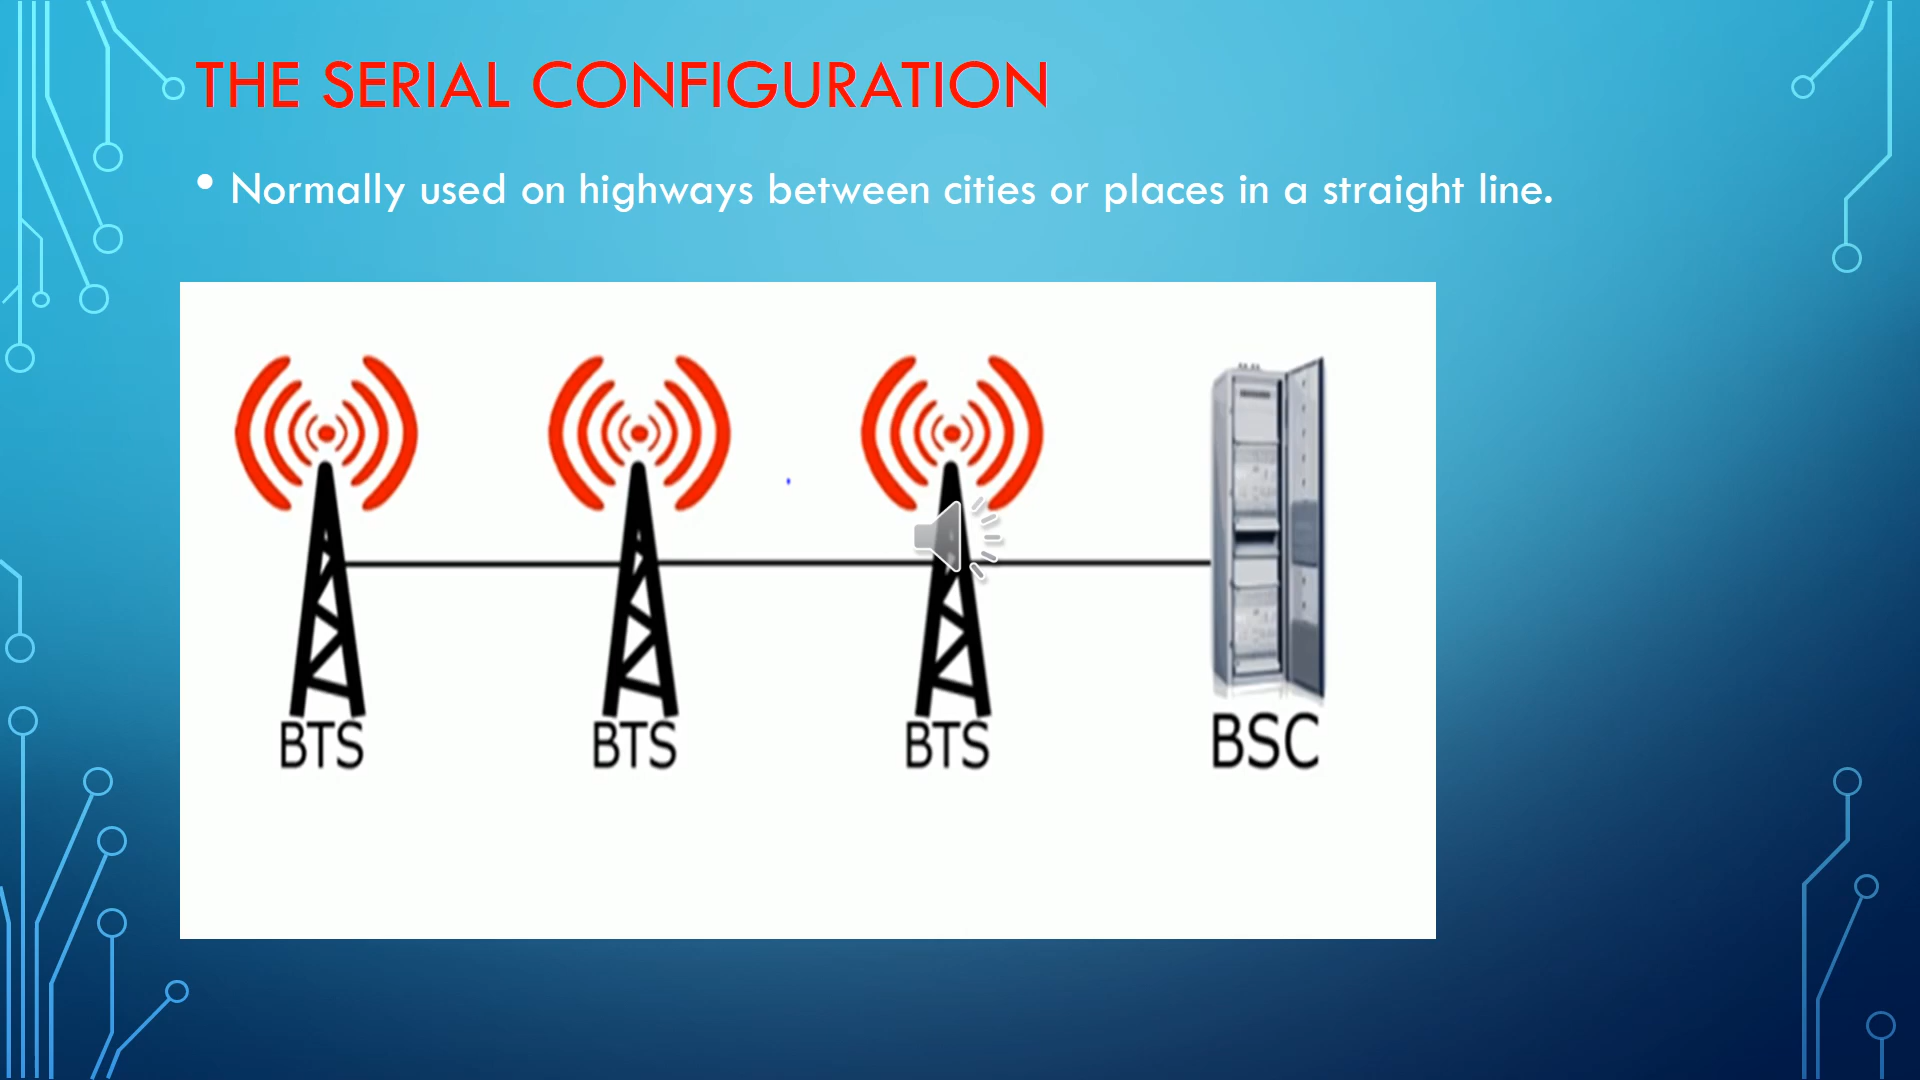 THE SERIAL CONFIGURATION
• Normally used on highways between cities or places in a straight line.
BTS BTS BTS BSC